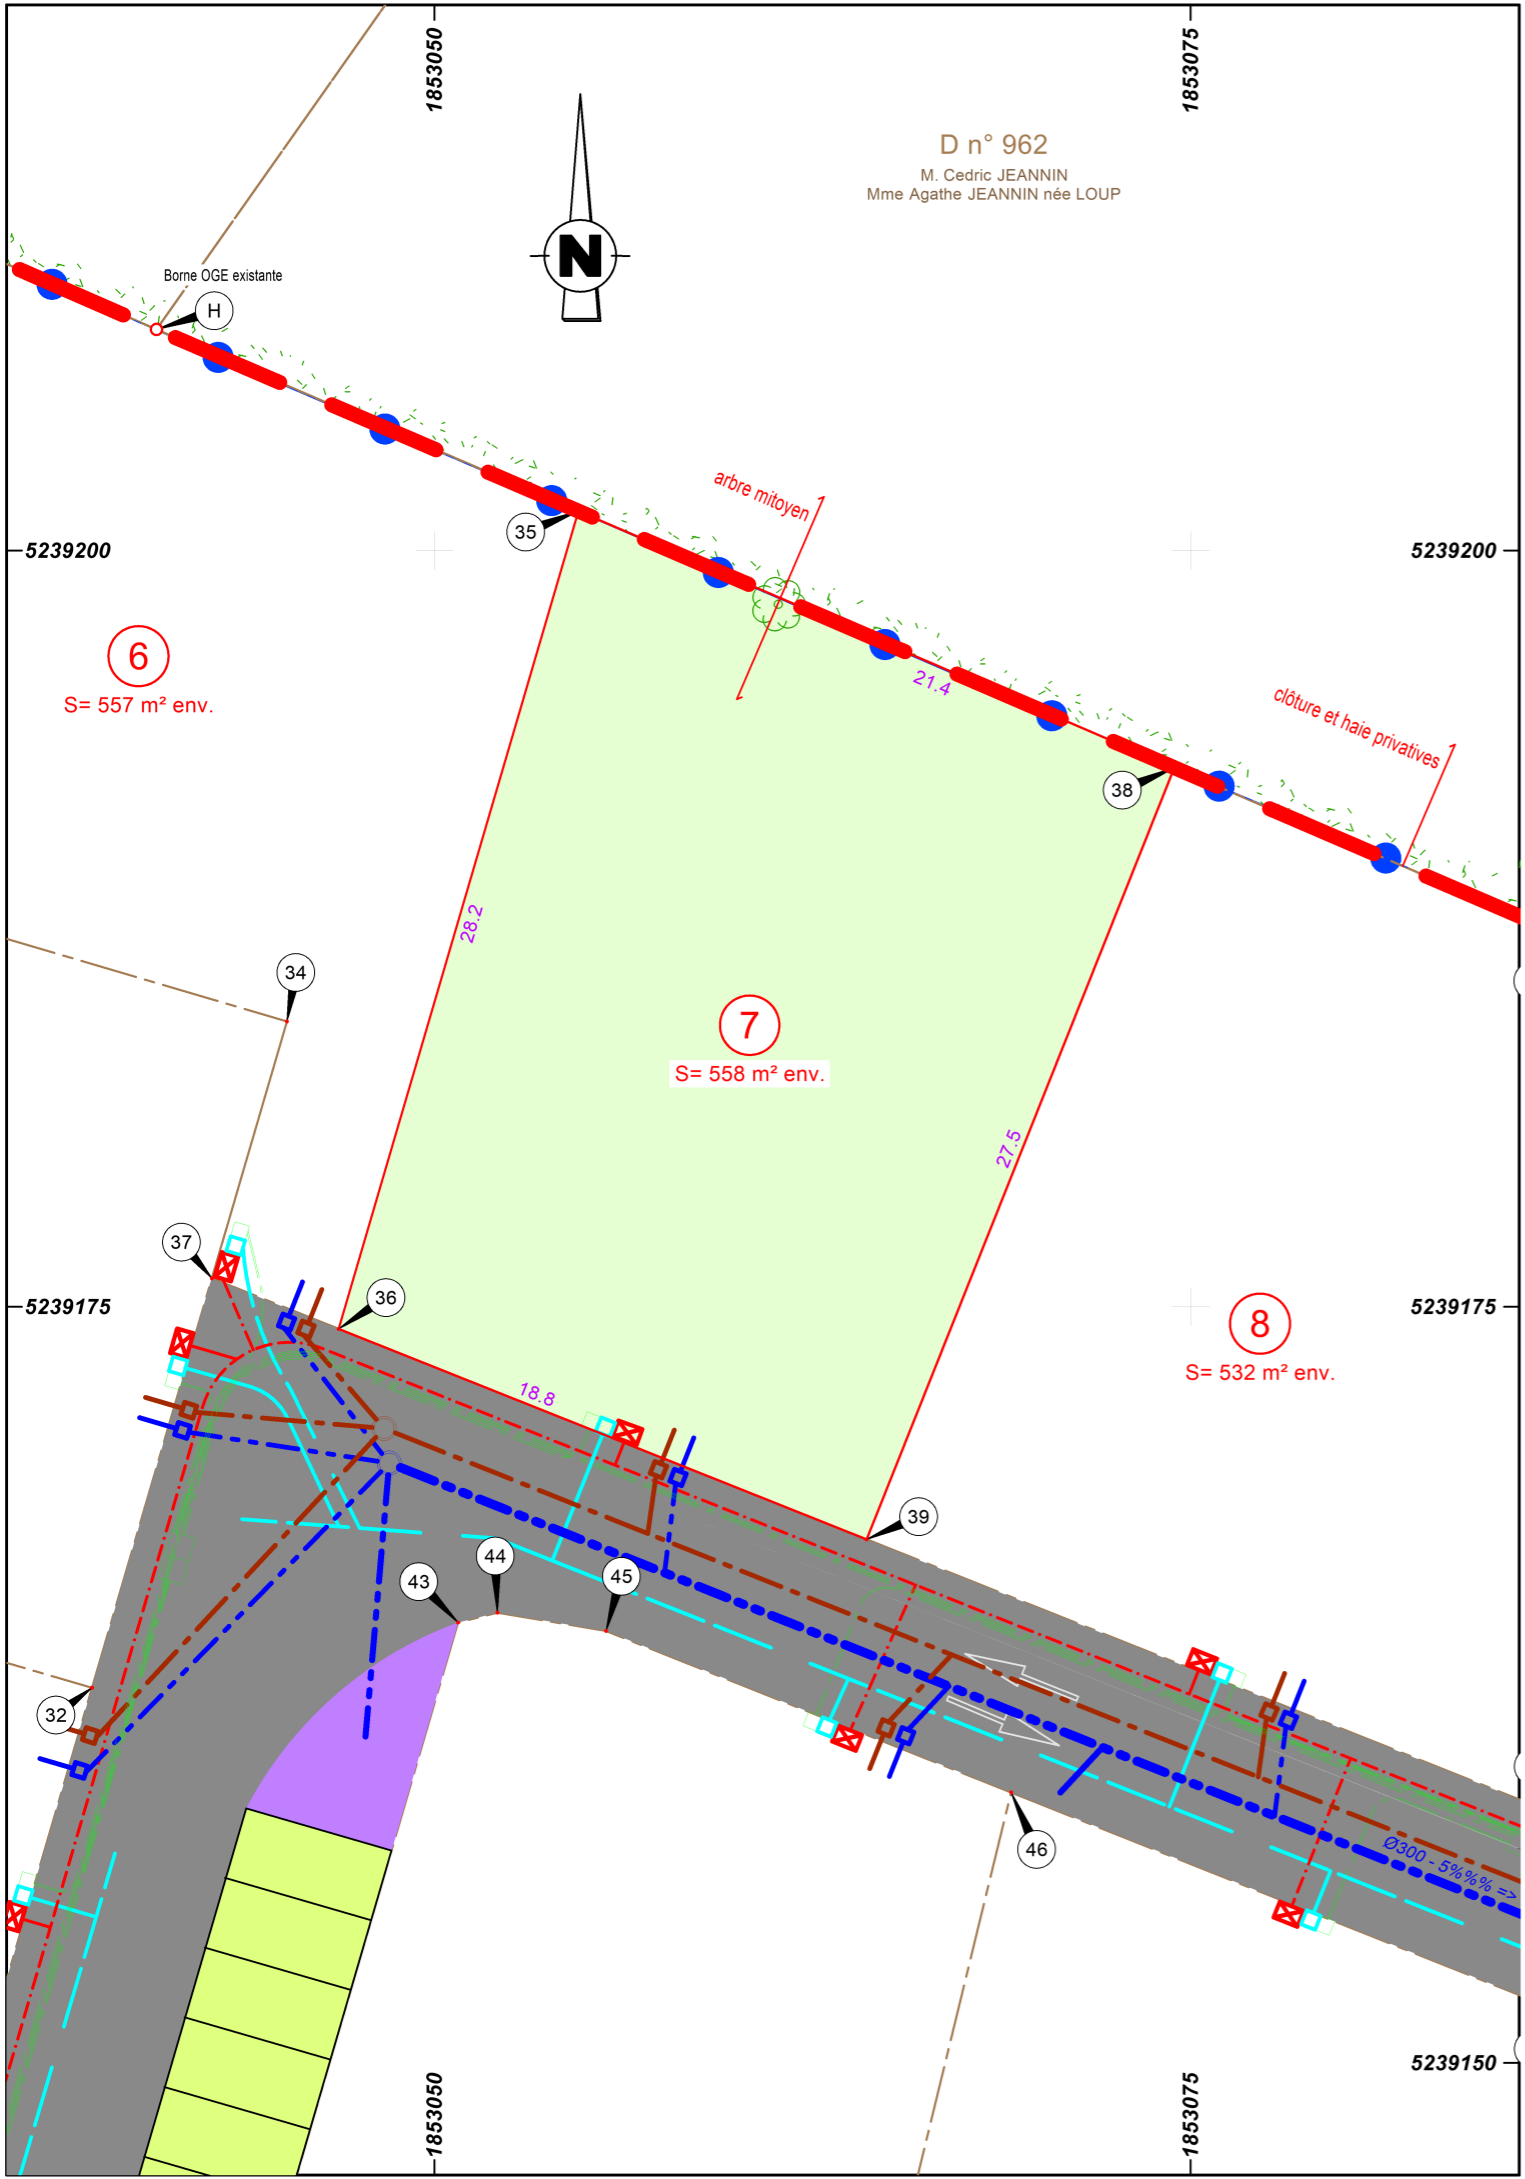 1853050
1853075
D n° 962
M. Cedric JEANNIN
Mme Agathe JEANNIN née LOUP
N
Borne OGE existante
H
arbre mitoyen
35
5239200
5239200
6
S= 557 m² env.
21.4
clôture et haie privatives
38
28.2
34
7
S= 558 m² env.
27.5
37
36
5239175
5239175
8
S= 532 m² env.
18.8
39
44
45
43
32
46
Ø300 - 5%%% =>
5239150
1853050
1853075